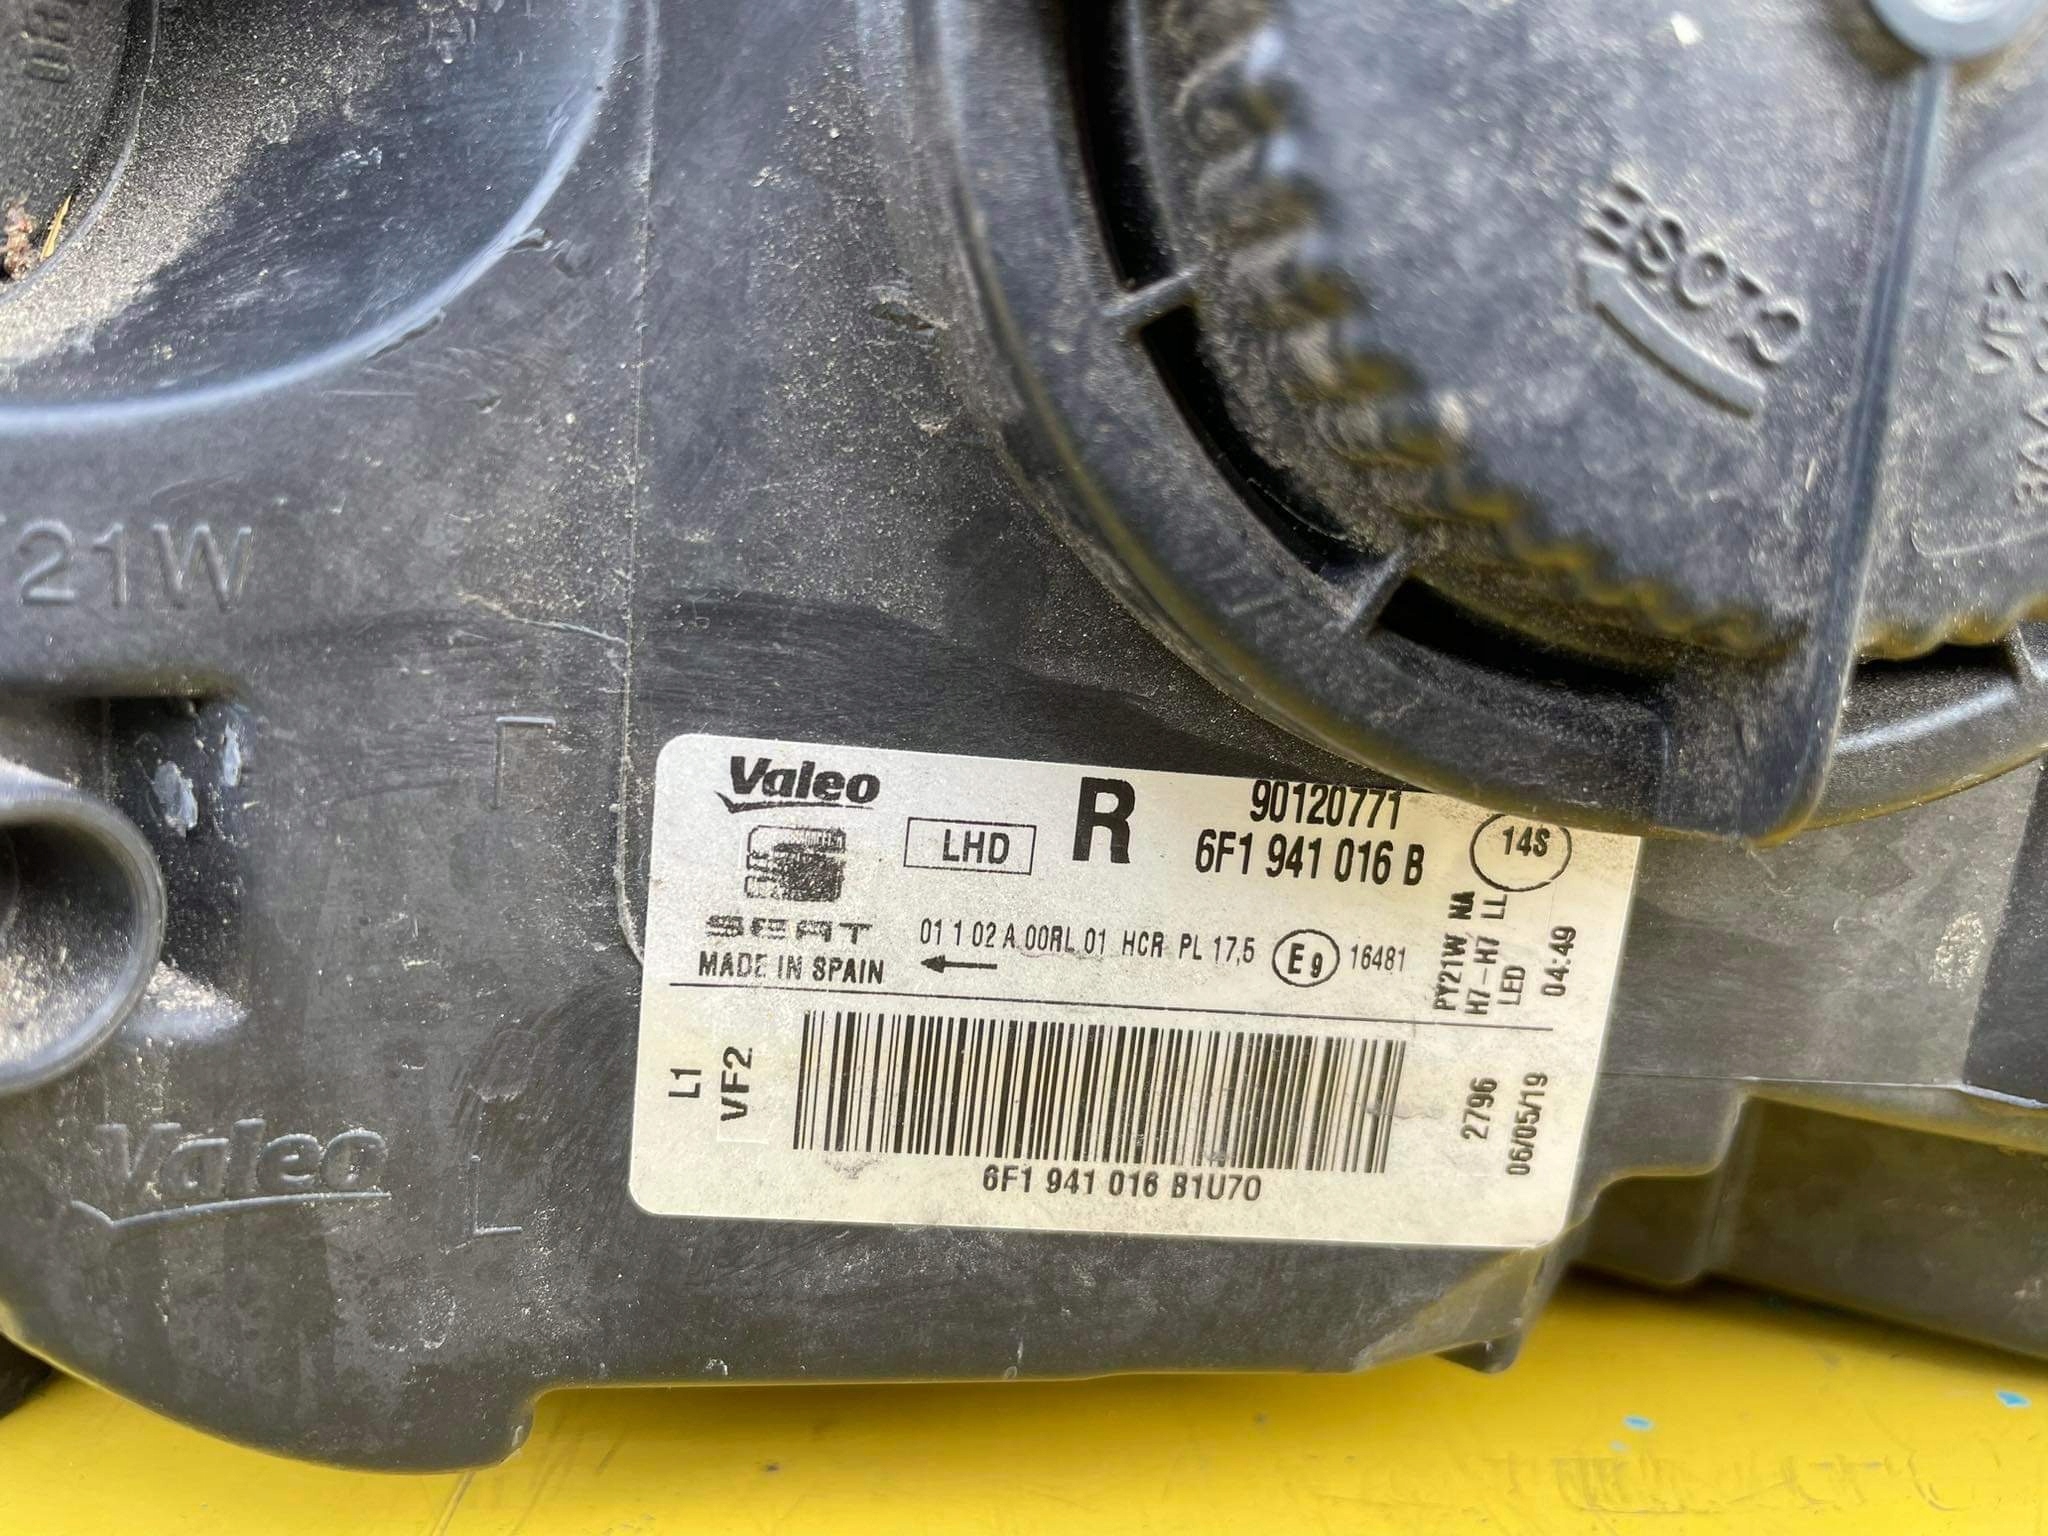 CLOSE
VF2
21W
Valeo
R
90120771
LHD
6F1 941 016 B
14S
SEAT
01 1 02 A 00RL 01 HCR PL 17,5
E9
16481
MADE IN SPAIN
PY21W NA
H7-H7 LL
LED
04:49
L1
VF2
2796
06/05/19
6F1 941 016 B1U70
Valeo